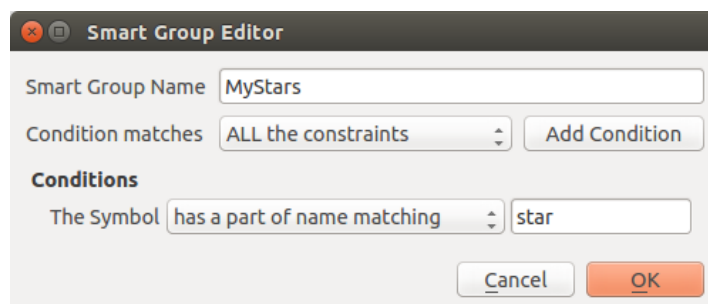 Smart Group Editor
Smart Group Name MyStars
Condition matches ALL the constraints Add Condition
Conditions
The Symbol has a part of name matching star
Cancel OK